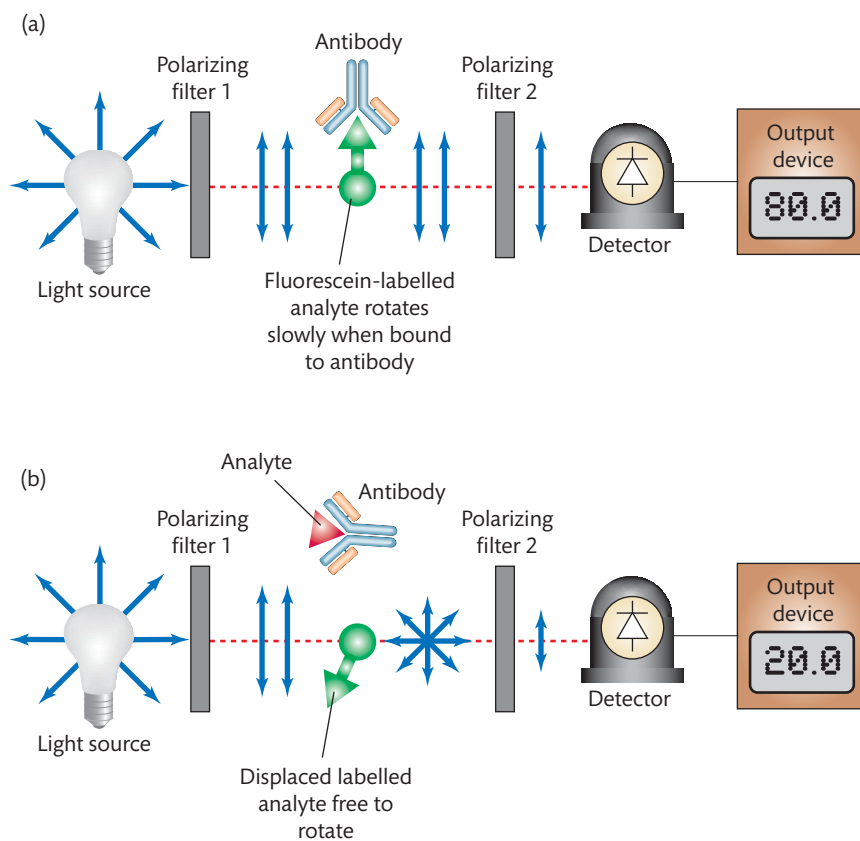 (a)
Antibody
Polarizing
filter 1
Polarizing
filter 2
Output
device
80.0
Detector
Light source
Fluorescein-labelled
analyte rotates
slowly when bound
to antibody
(b)
Analyte
Antibody
Polarizing
filter 1
Polarizing
filter 2
Output
device
20.0
Detector
Light source
Displaced labelled
analyte free to
rotate